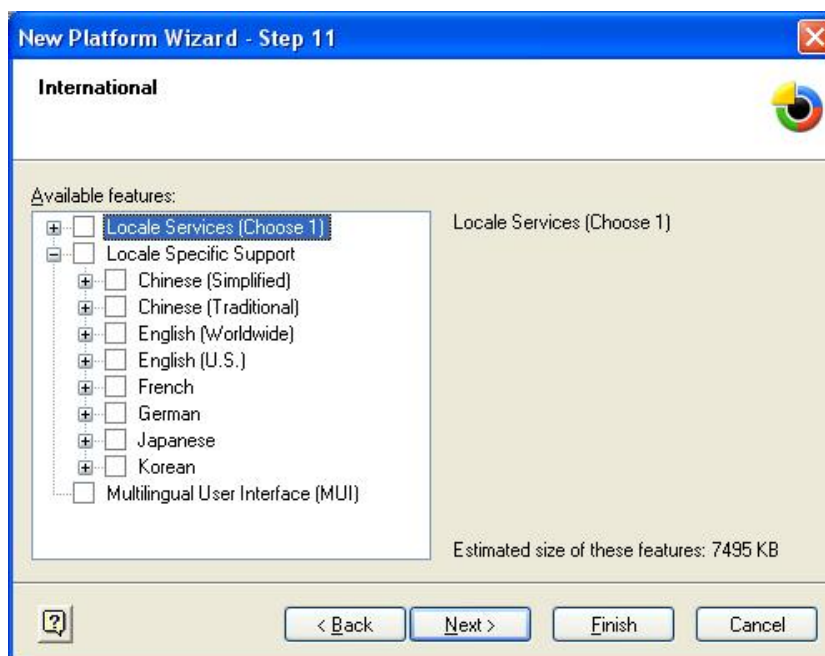 New Platform Wizard - Step 11
International
Available features:
Locale Services (Choose 1)
Locale Specific Support
Chinese (Simplified)
Chinese (Traditional)
English (Worldwide)
English (U.S.)
French
German
Japanese
Korean
Multilingual User Interface (MUI)
Locale Services (Choose 1)
Estimated size of these features: 7495 KB
< Back
Next >
Finish
Cancel